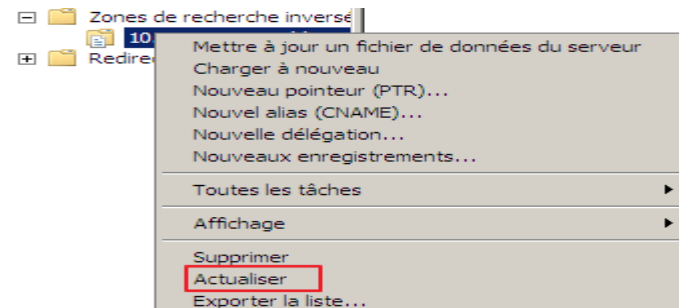 Zones de recherche inversé
10
Redirec
Mettre à jour un fichier de données du serveur
Charger à nouveau
Nouveau pointeur (PTR)...
Nouvel alias (CNAME)...
Nouvelle délégation...
Nouveaux enregistrements...
Toutes les tâches
Affichage
Supprimer
Actualiser
Exporter la liste...